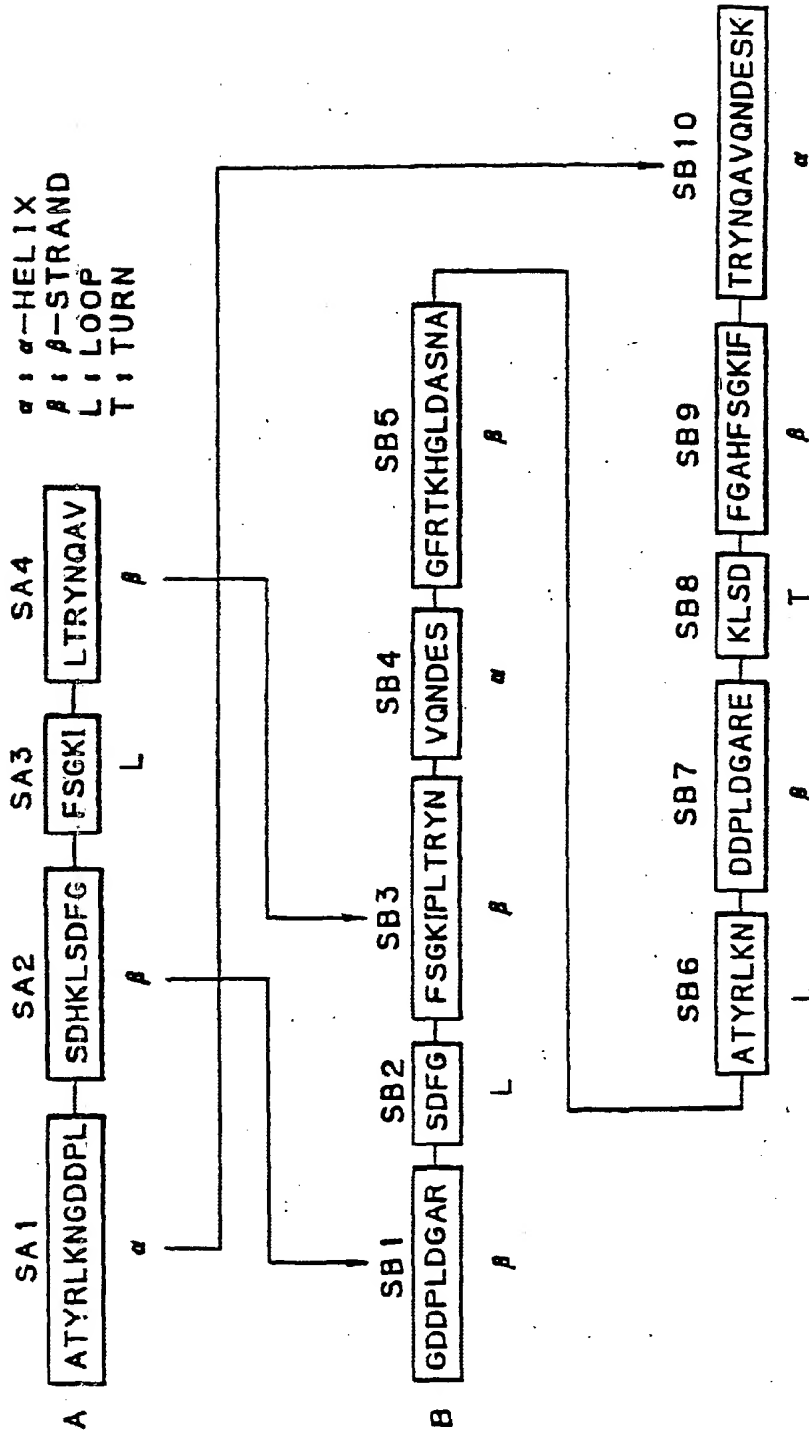 α : α-HELIX
β : β-STRAND
L : LOOP
T : TURN
SA1 SA2 SA3 SA4
A ATYRLKNGDDPL SDHKLSDFG FSGKI LTRYNQAV
α β L β
SB1 SB2 SB3 SB4 SB5
B GDDPLDGAR SDFG FSGKIPLTRYN VQNDES GFRTKHGLDASNA
β L β α β
SB6 SB7 SB8 SB9 SB10
ATYRLKN DDPLDGARE KLSD FGAHFSGKIF TRYNQAVQNDESK
L β T β α